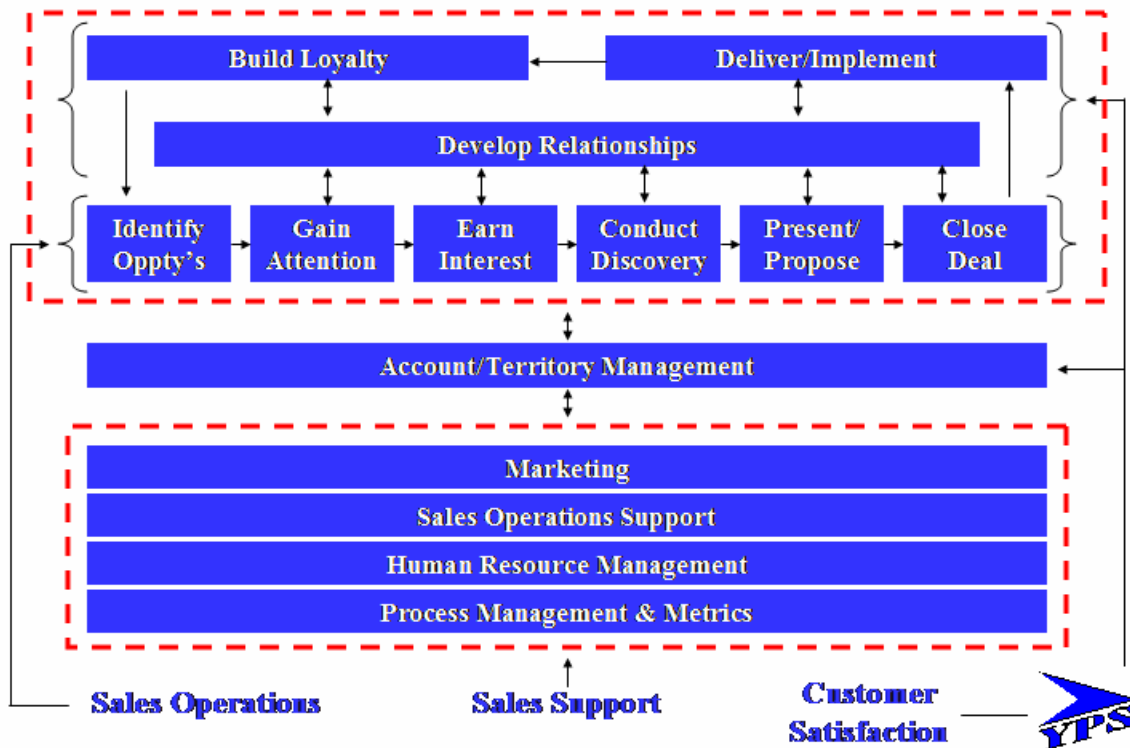 Build Loyalty
Deliver/Implement
Develop Relationships
Identify
Oppty’s
Gain
Attention
Earn
Interest
Conduct
Discovery
Present/
Propose
Close
Deal
Account/Territory Management
Marketing
Sales Operations Support
Human Resource Management
Process Management & Metrics
Sales Operations
Sales Support
Customer
Satisfaction
YPS